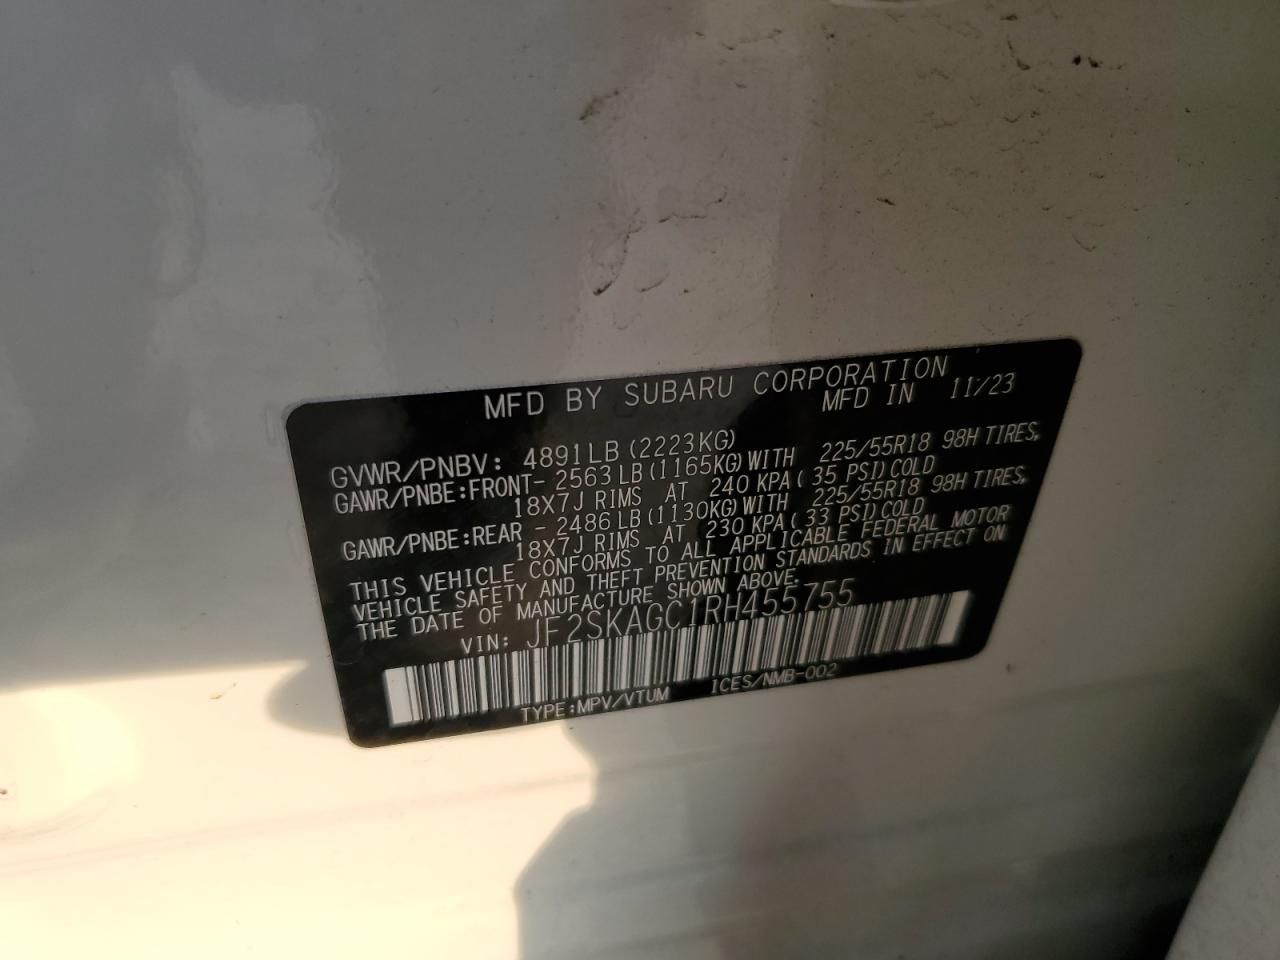 MFD BY SUBARU CORPORATION
MFD IN 11/23
GVWR/PNBV: 4891LB (2223KG)
GAWR/PNBE:FRONT- 2563LB (1165KG)WITH 225/55R18 98H TIRES,
18X7J RIMS AT 240 KPA( 35 PSI)COLD
GAWR/PNBE:REAR - 2486LB (1130KG)WITH 225/55R18 98H TIRES,
18X7J RIMS AT 230 KPA( 33 PSI)COLD
THIS VEHICLE CONFORMS TO ALL APPLICABLE FEDERAL MOTOR
VEHICLE SAFETY AND THEFT PREVENTION STANDARDS IN EFFECT ON
THE DATE OF MANUFACTURE SHOWN ABOVE.
VIN: JF2SKAGC1RH455755
TYPE:MPV/VTUM ICES/NMB-002